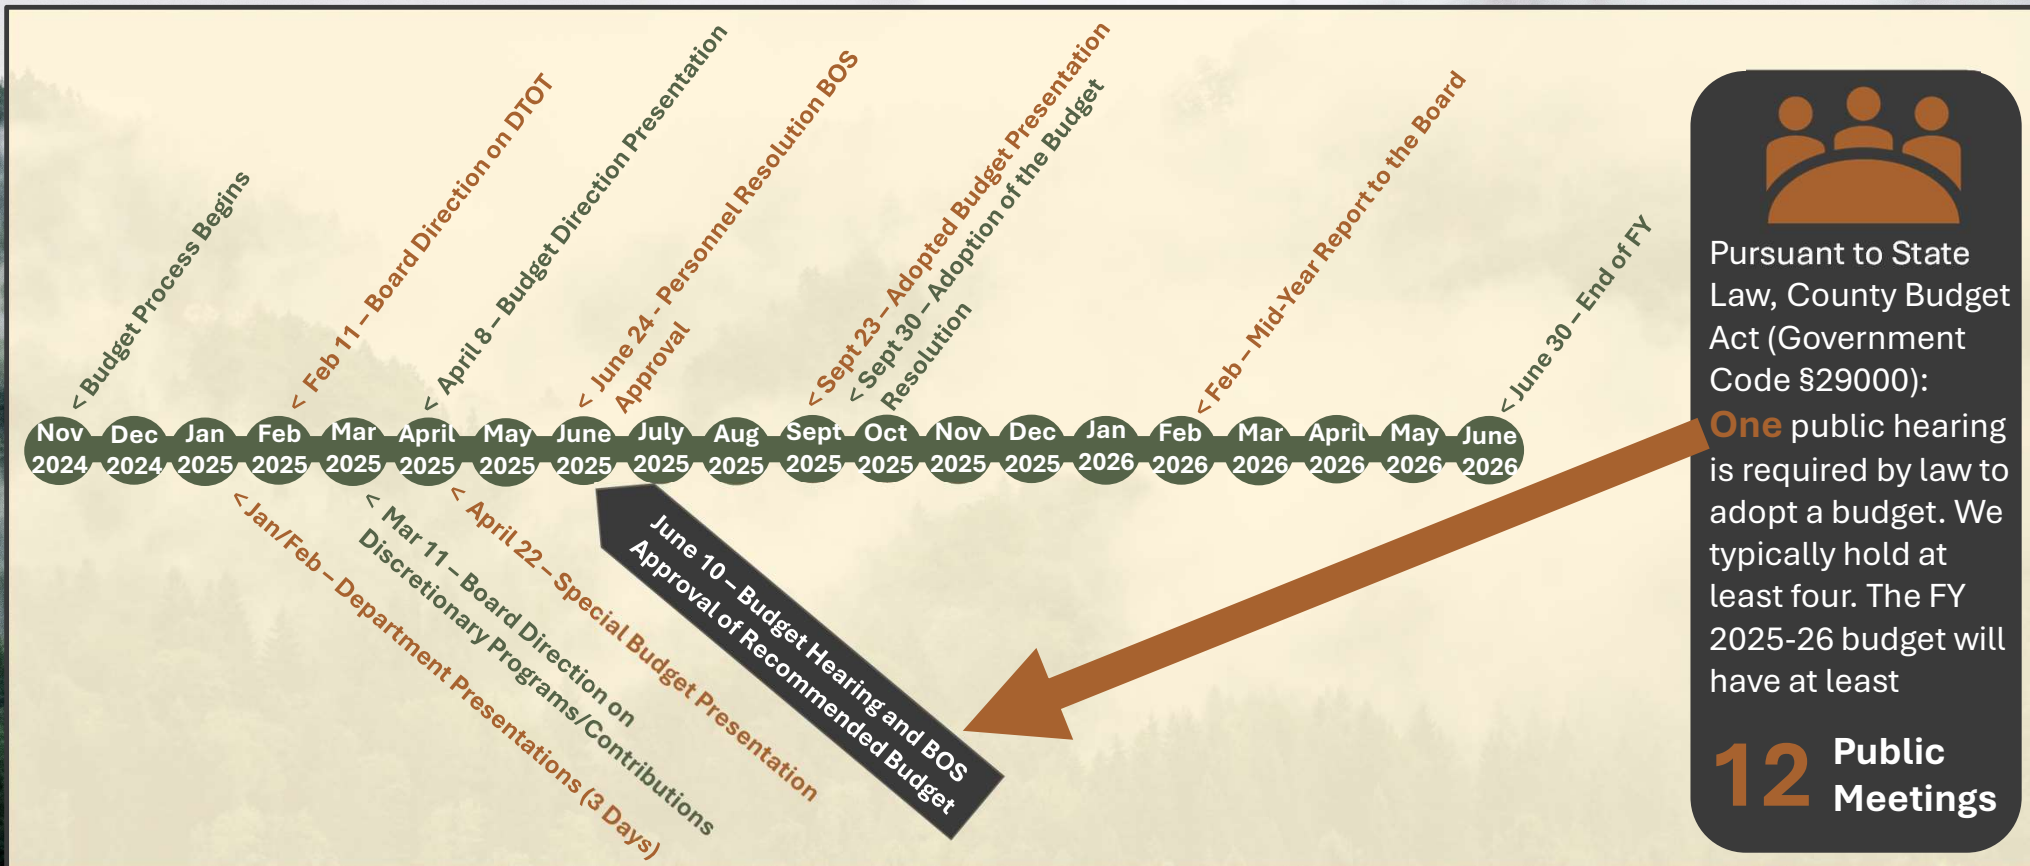 < Budget Process Begins
< Feb 11 – Board Direction on DTOT
< April 8 – Budget Direction Presentation
< June 24 - Personnel Resolution BOS
Approval
< Sept 23 – Adopted Budget Presentation
< Sept 30 – Adoption of the Budget
Resolution
< Feb – Mid-Year Report to the Board
< June 30 – End of FY
Nov
2024
Dec
2024
Jan
2025
Feb
2025
Mar
2025
April
2025
May
2025
June
2025
July
2025
Aug
2025
Sept
2025
Oct
2025
Nov
2025
Dec
2025
Jan
2026
Feb
2026
Mar
2026
April
2026
May
2026
June
2026
< Jan/Feb – Department Presentations (3 Days)
< Mar 11 – Board Direction on
Discretionary Programs/Contributions
< April 22 – Special Budget Presentation
June 10 – Budget Hearing and BOS
Approval of Recommended Budget
Pursuant to State
Law, County Budget
Act (Government
Code §29000):
One public hearing
is required by law to
adopt a budget. We
typically hold at
least four. The FY
2025-26 budget will
have at least
12 Public
Meetings